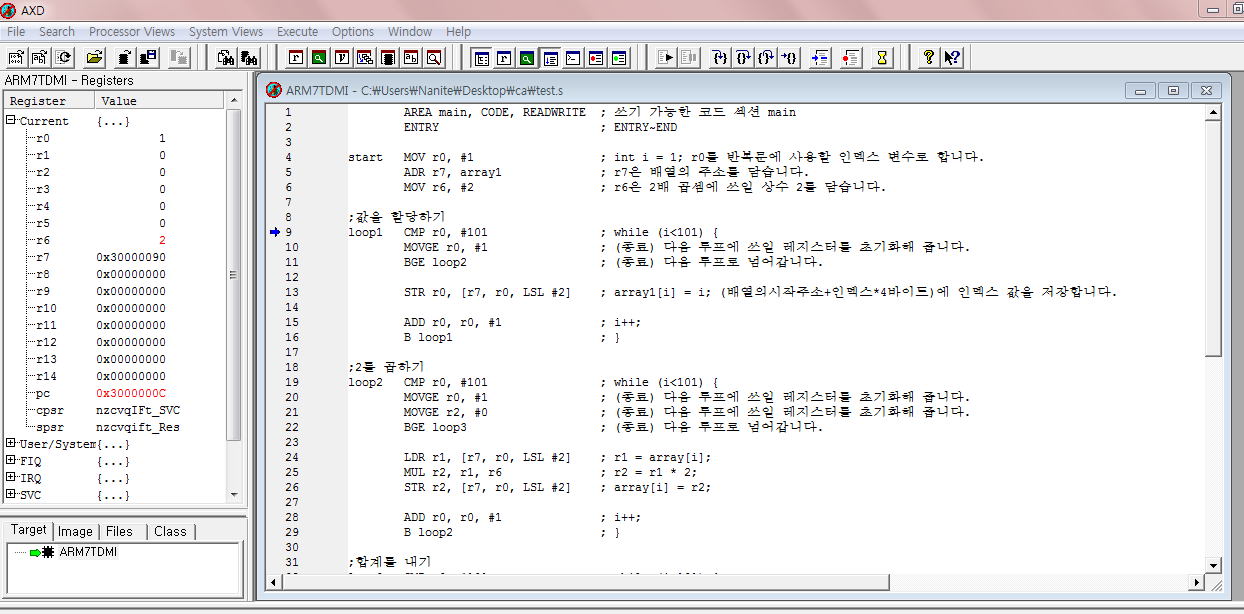 AXD
File Search Processor Views System Views Execute Options Window Help
ARM7TDMI - Registers
Register Value
Current {...}
r0 1
r1 0
r2 0
r3 0
r4 0
r5 0
r6 2
r7 0x30000090
r8 0x00000000
r9 0x00000000
r10 0x00000000
r11 0x00000000
r12 0x00000000
r13 0x00000000
r14 0x00000000
pc 0x3000000C
cpsr nzcvqIFt_SVC
spsr nzcvqift_Res
User/System {...}
FIQ {...}
IRQ {...}
SVC {...}
Target Image Files Class
ARM7TDMI
ARM7TDMI - C:₩Users₩Nanite₩Desktop₩ca₩test.s
1 AREA main, CODE, READWRITE ; 쓰기 가능한 코드 섹션 main
2 ENTRY ; ENTRY~END
3
4 start MOV r0, #1 ; int i = 1; r0를 반복문에 사용할 인덱스 변수로 합니다.
5 ADR r7, array1 ; r7은 배열의 주소를 담습니다.
6 MOV r6, #2 ; r6은 2배 곱셈에 쓰일 상수 2를 담습니다.
7
8 ;값을 할당하기
9 loop1 CMP r0, #101 ; while (i<101) {
10 MOVGE r0, #1 ; (종료) 다음 루프에 쓰일 레지스터를 초기화해 줍니다.
11 BGE loop2 ; (종료) 다음 루프로 넘어갑니다.
12
13 STR r0, [r7, r0, LSL #2] ; array1[i] = i; (배열의시작주소+인덱스*4바이트)에 인덱스 값을 저장합니다.
14
15 ADD r0, r0, #1 ; i++;
16 B loop1 ; }
17
18 ;2를 곱하기
19 loop2 CMP r0, #101 ; while (i<101) {
20 MOVGE r0, #1 ; (종료) 다음 루프에 쓰일 레지스터를 초기화해 줍니다.
21 MOVGE r2, #0 ; (종료) 다음 루프에 쓰일 레지스터를 초기화해 줍니다.
22 BGE loop3 ; (종료) 다음 루프로 넘어갑니다.
23
24 LDR r1, [r7, r0, LSL #2] ; r1 = array[i];
25 MUL r2, r1, r6 ; r2 = r1 * 2;
26 STR r2, [r7, r0, LSL #2] ; array[i] = r2;
27
28 ADD r0, r0, #1 ; i++;
29 B loop2 ; }
30
31 ;합계를 내기